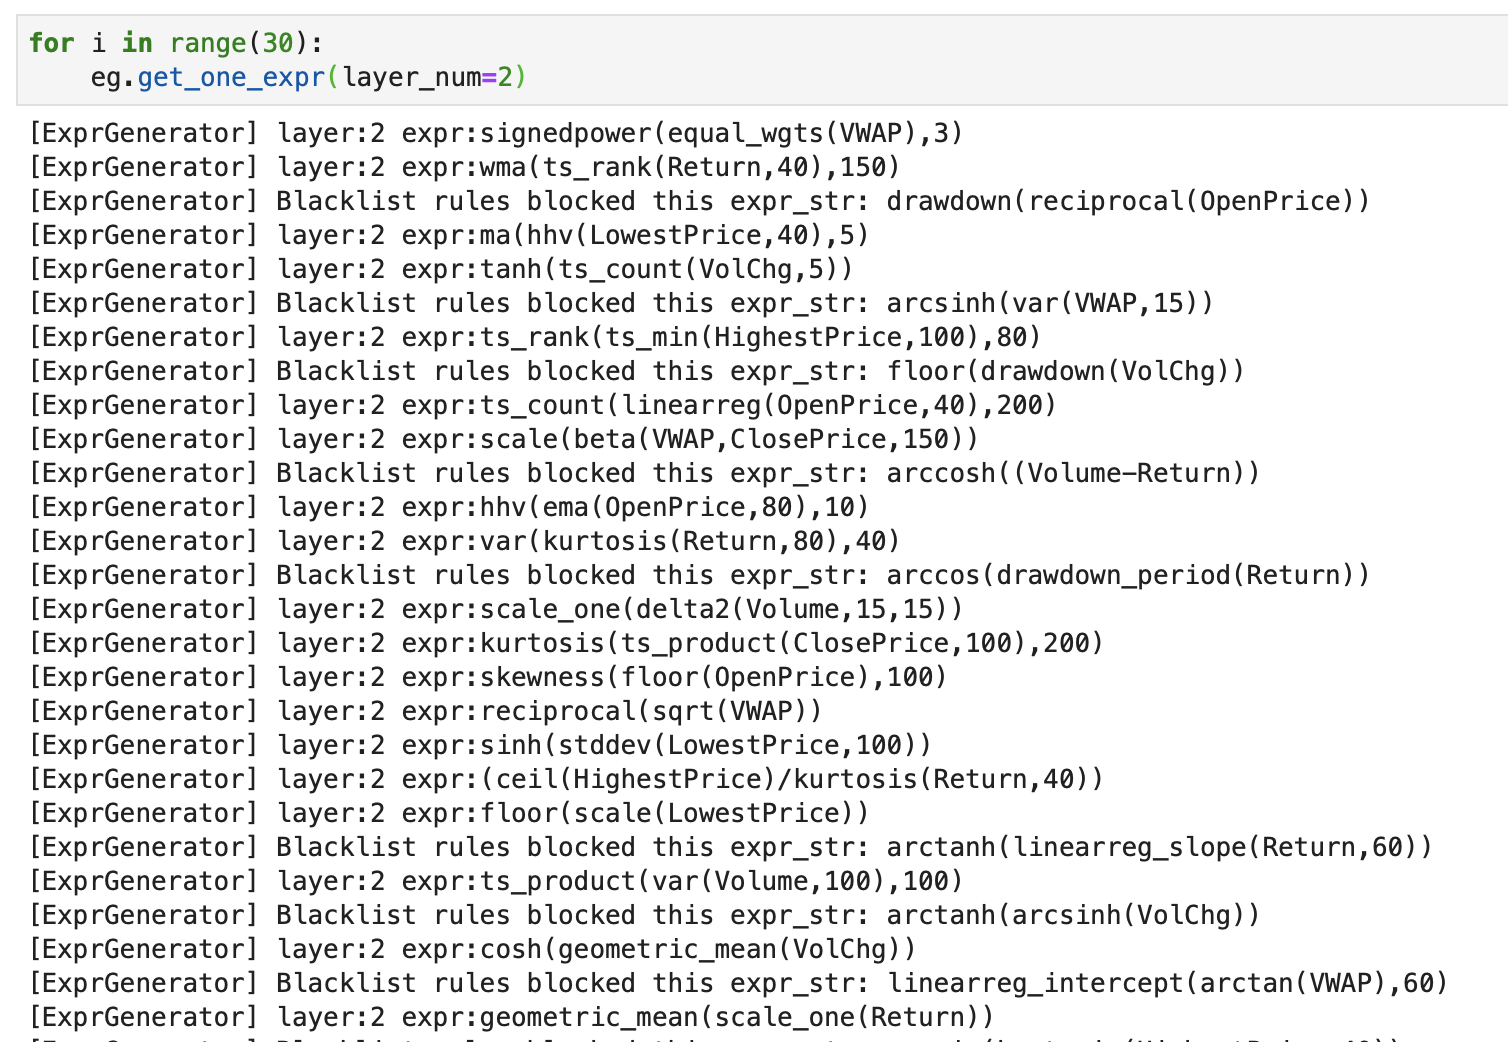 for i in range(30):
    eg.get_one_expr(layer_num=2)
[ExprGenerator] layer:2 expr:signedpower(equal_wgts(VWAP),3)
[ExprGenerator] layer:2 expr:wma(ts_rank(Return,40),150)
[ExprGenerator] Blacklist rules blocked this expr_str: drawdown(reciprocal(OpenPrice))
[ExprGenerator] layer:2 expr:ma(hhv(LowestPrice,40),5)
[ExprGenerator] layer:2 expr:tanh(ts_count(VolChg,5))
[ExprGenerator] Blacklist rules blocked this expr_str: arcsinh(var(VWAP,15))
[ExprGenerator] layer:2 expr:ts_rank(ts_min(HighestPrice,100),80)
[ExprGenerator] Blacklist rules blocked this expr_str: floor(drawdown(VolChg))
[ExprGenerator] layer:2 expr:ts_count(linearreg(OpenPrice,40),200)
[ExprGenerator] layer:2 expr:scale(beta(VWAP,ClosePrice,150))
[ExprGenerator] Blacklist rules blocked this expr_str: arccosh((Volume-Return))
[ExprGenerator] layer:2 expr:hhv(ema(OpenPrice,80),10)
[ExprGenerator] layer:2 expr:var(kurtosis(Return,80),40)
[ExprGenerator] Blacklist rules blocked this expr_str: arccos(drawdown_period(Return))
[ExprGenerator] layer:2 expr:scale_one(delta2(Volume,15,15))
[ExprGenerator] layer:2 expr:kurtosis(ts_product(ClosePrice,100),200)
[ExprGenerator] layer:2 expr:skewness(floor(OpenPrice),100)
[ExprGenerator] layer:2 expr:reciprocal(sqrt(VWAP))
[ExprGenerator] layer:2 expr:sinh(stddev(LowestPrice,100))
[ExprGenerator] layer:2 expr:(ceil(HighestPrice)/kurtosis(Return,40))
[ExprGenerator] layer:2 expr:floor(scale(LowestPrice))
[ExprGenerator] Blacklist rules blocked this expr_str: arctanh(linearreg_slope(Return,60))
[ExprGenerator] layer:2 expr:ts_product(var(Volume,100),100)
[ExprGenerator] Blacklist rules blocked this expr_str: arctanh(arcsinh(VolChg))
[ExprGenerator] layer:2 expr:cosh(geometric_mean(VolChg))
[ExprGenerator] Blacklist rules blocked this expr_str: linearreg_intercept(arctan(VWAP),60)
[ExprGenerator] layer:2 expr:geometric_mean(scale_one(Return))